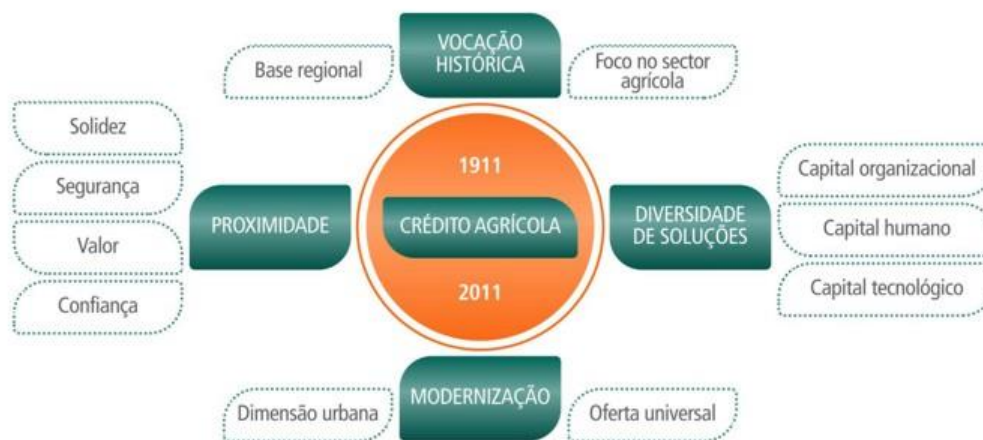 VOCAÇÃO
HISTÓRICA
Base regional
Foco no sector
agrícola
Solidez
Segurança
Valor
Confiança
PROXIMIDADE
1911
CRÉDITO AGRÍCOLA
2011
DIVERSIDADE
DE SOLUÇÕES
Capital organizacional
Capital humano
Capital tecnológico
MODERNIZAÇÃO
Dimensão urbana
Oferta universal